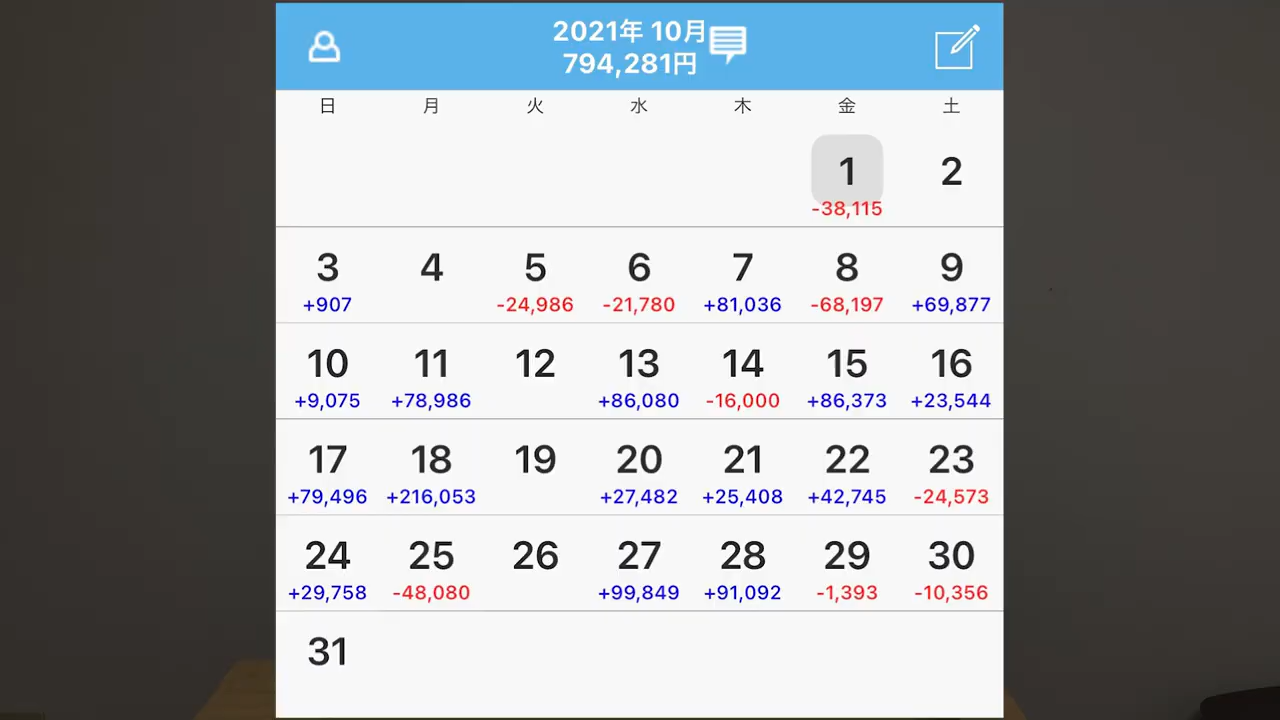 2021年 10月
794,281円
日 月 火 水 木 金 土
1 2
-38,115
3 4 5 6 7 8 9
+907 -24,986 -21,780 +81,036 -68,197 +69,877
10 11 12 13 14 15 16
+9,075 +78,986 +86,080 -16,000 +86,373 +23,544
17 18 19 20 21 22 23
+79,496 +216,053 +27,482 +25,408 +42,745 -24,573
24 25 26 27 28 29 30
+29,758 -48,080 +99,849 +91,092 -1,393 -10,356
31